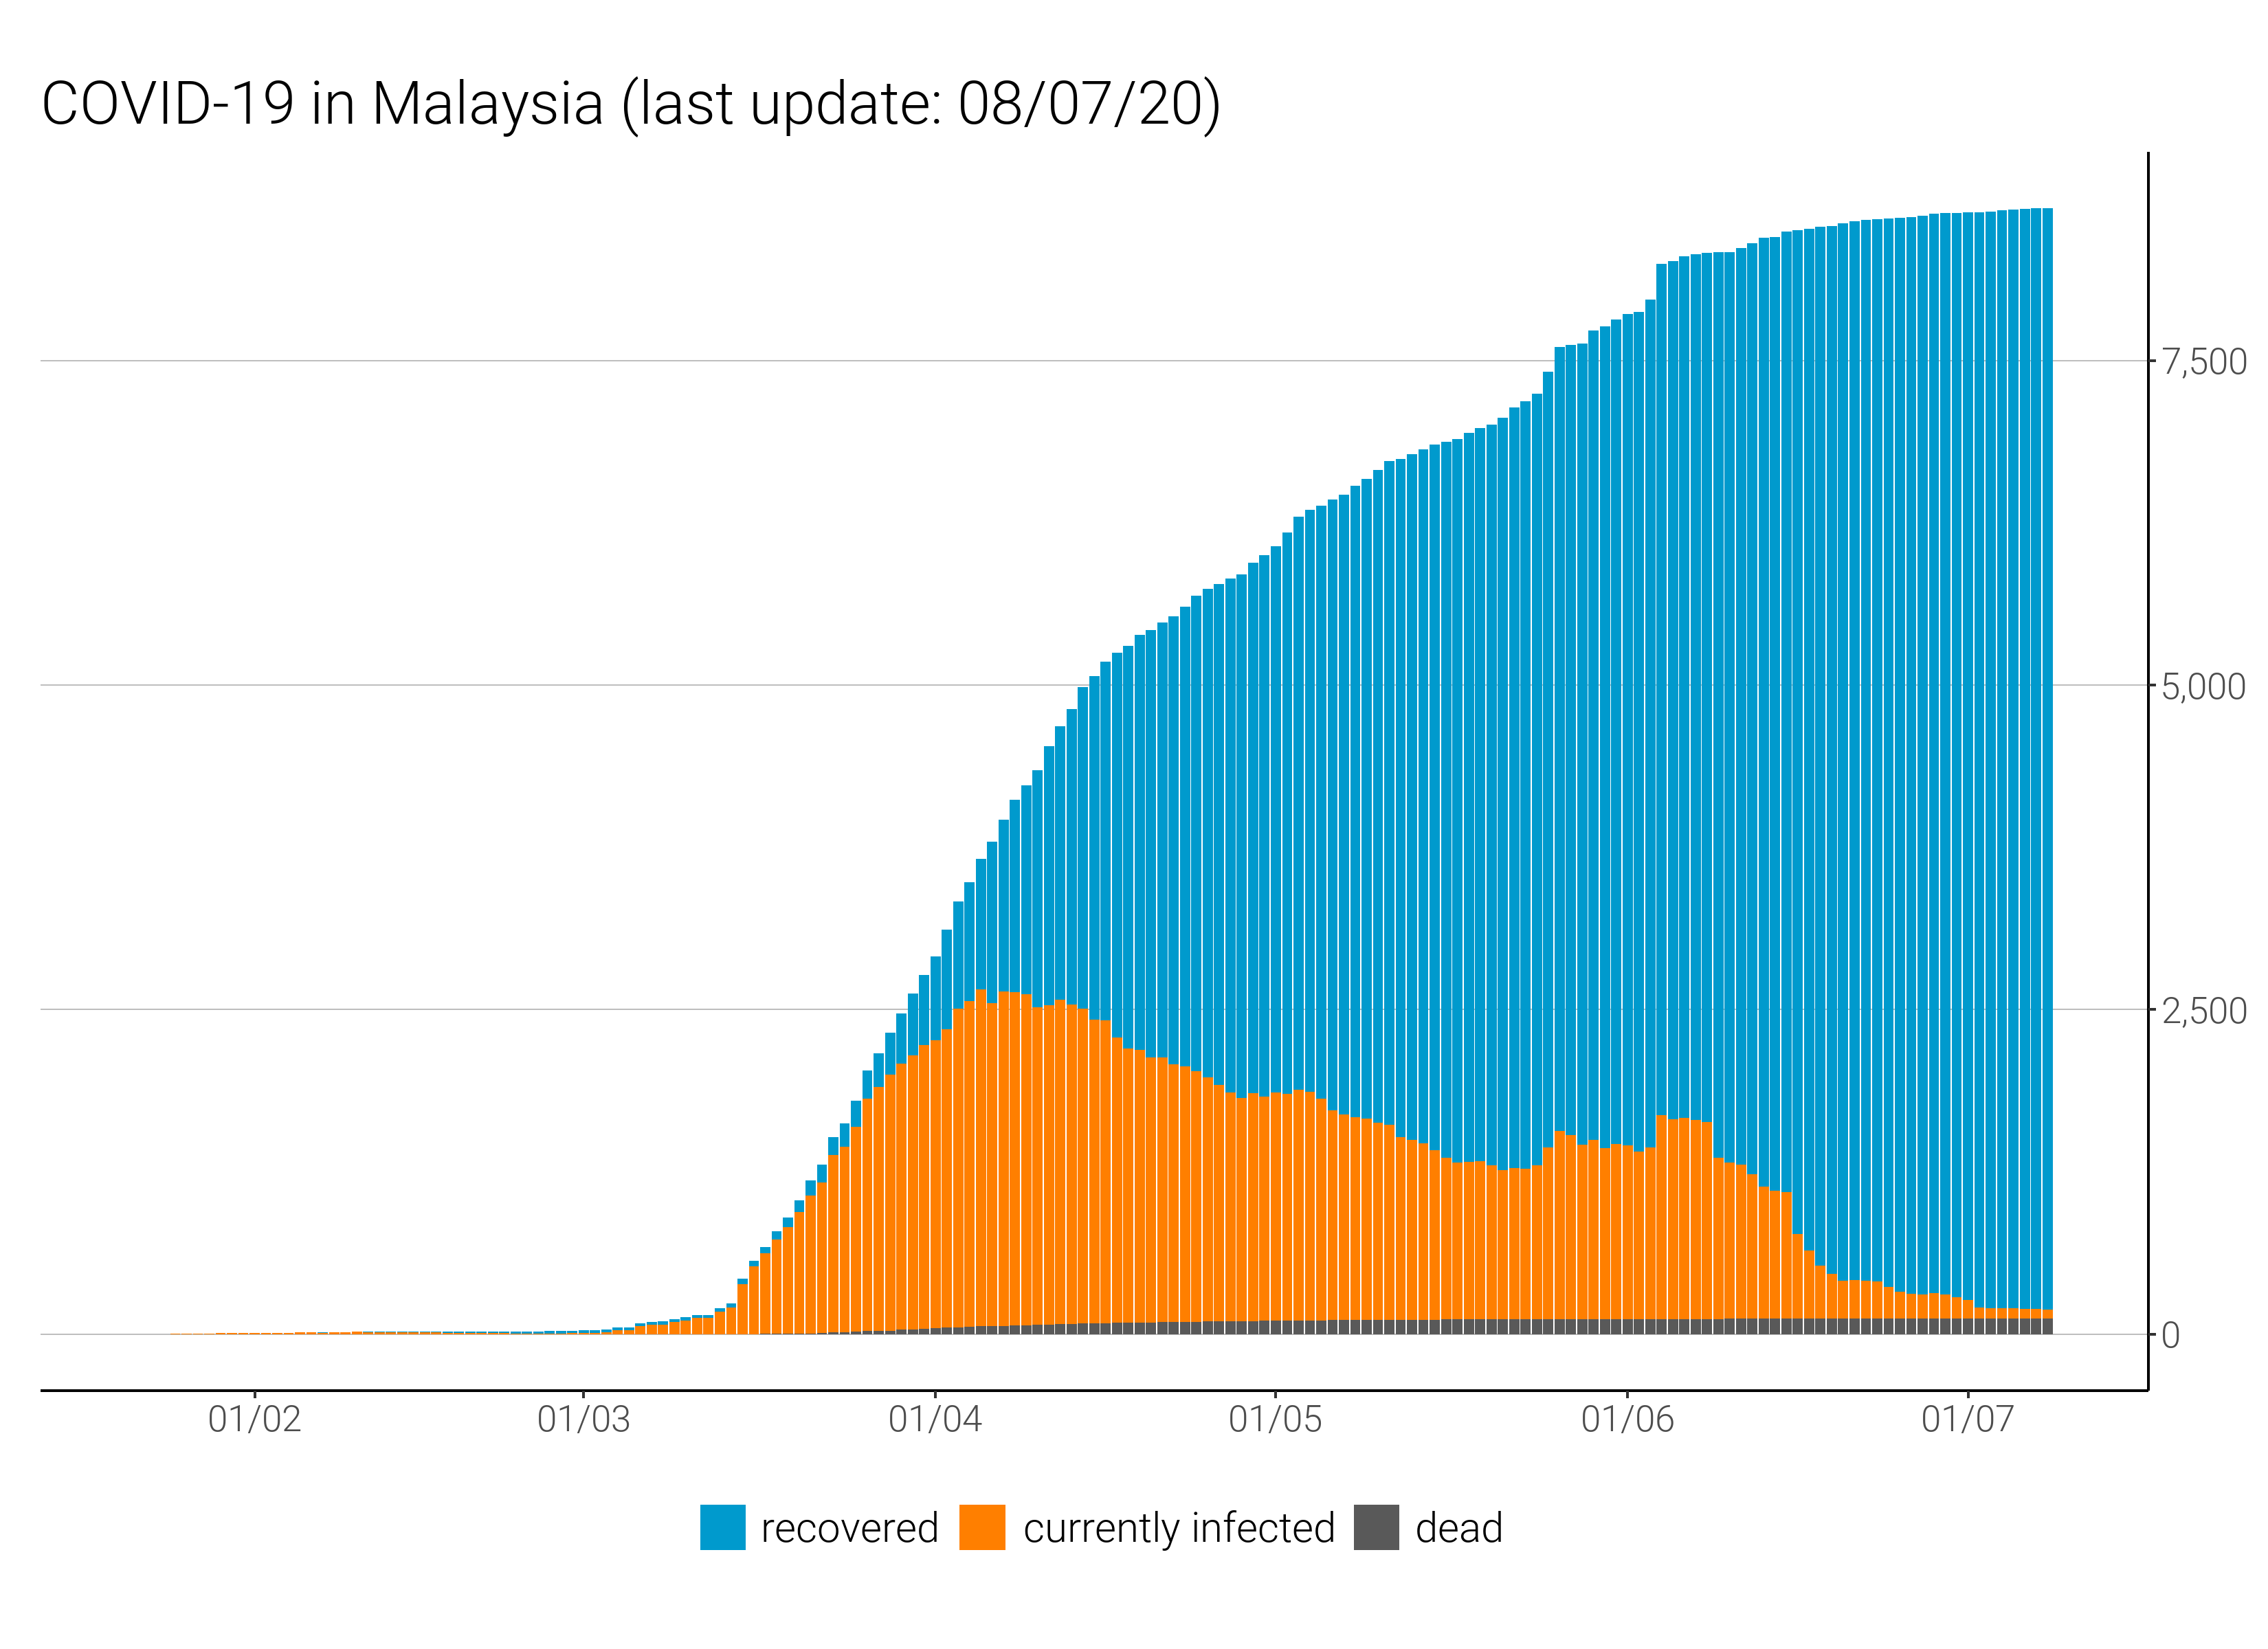 COVID-19 in Malaysia (last update: 08/07/20)
7,500
5,000
2,500
0
01/02 01/03 01/04 01/05 01/06 01/07
recovered currently infected dead